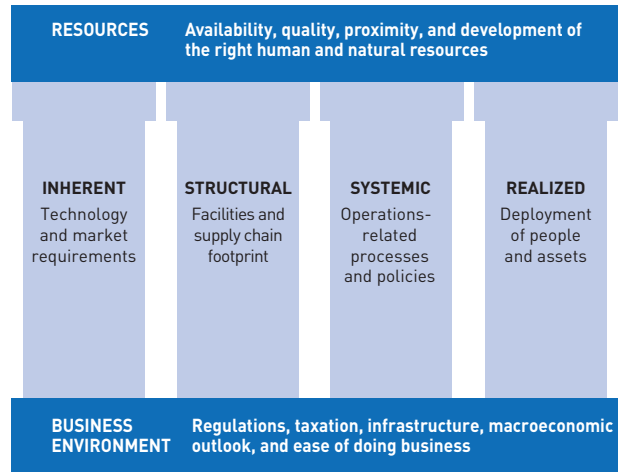 RESOURCES Availability, quality, proximity, and development of
the right human and natural resources
INHERENT
Technology
and market
requirements
STRUCTURAL
Facilities and
supply chain
footprint
SYSTEMIC
Operations-
related
processes
and policies
REALIZED
Deployment
of people
and assets
BUSINESS ENVIRONMENT
Regulations, taxation, infrastructure, macroeconomic
outlook, and ease of doing business